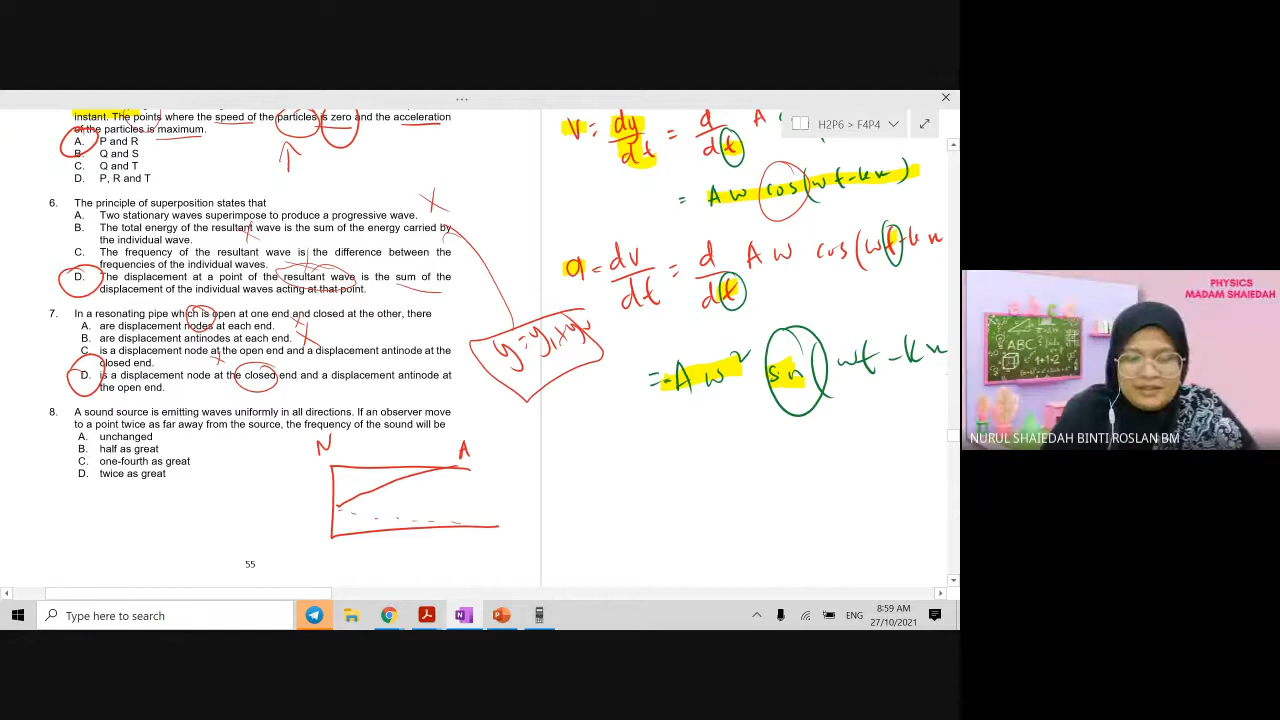 instant. The points where the speed of the particles is zero and the acceleration
of the particles is maximum.
A. P and R
B. Q and S
C. Q and T
D. P, R and T
6. The principle of superposition states that
A. Two stationary waves superimpose to produce a progressive wave.
B. The total energy of the resultant wave is the sum of the energy carried by
the individual wave.
C. The frequency of the resultant wave is the difference between the
frequencies of the individual waves.
D. The displacement at a point of the resultant wave is the sum of the
displacement of the individual waves acting at that point.
7. In a resonating pipe which is open at one end end closed at the other, there
A. are displacement nodes at each end.
B. are displacement antinodes at each end.
C. is a displacement node at the open end and a displacement antinode at the
closed end.
D. is a displacement node at the closed end and a displacement antinode at
the open end.
8. A sound source is emitting waves uniformly in all directions. If an observer move
to a point twice as far away from the source, the frequency of the sound will be
A. unchanged
B. half as great
C. one-fourth as great
D. twice as great
N A
55
y = y₁ + y₂
v = dy/dt = d/dt A
= Aω cos(ωt-kx)
a = dv/dt = d/dt Aω cos(ωt-kx
= -Aω² sin(ωt-kx
H2P6 > F4P4
PHYSICS
MADAM SHAIEDAH
ABC
1+1=2
NURUL SHAIEDAH BINTI ROSLAN BM
Type here to search
ENG
8:59 AM
27/10/2021